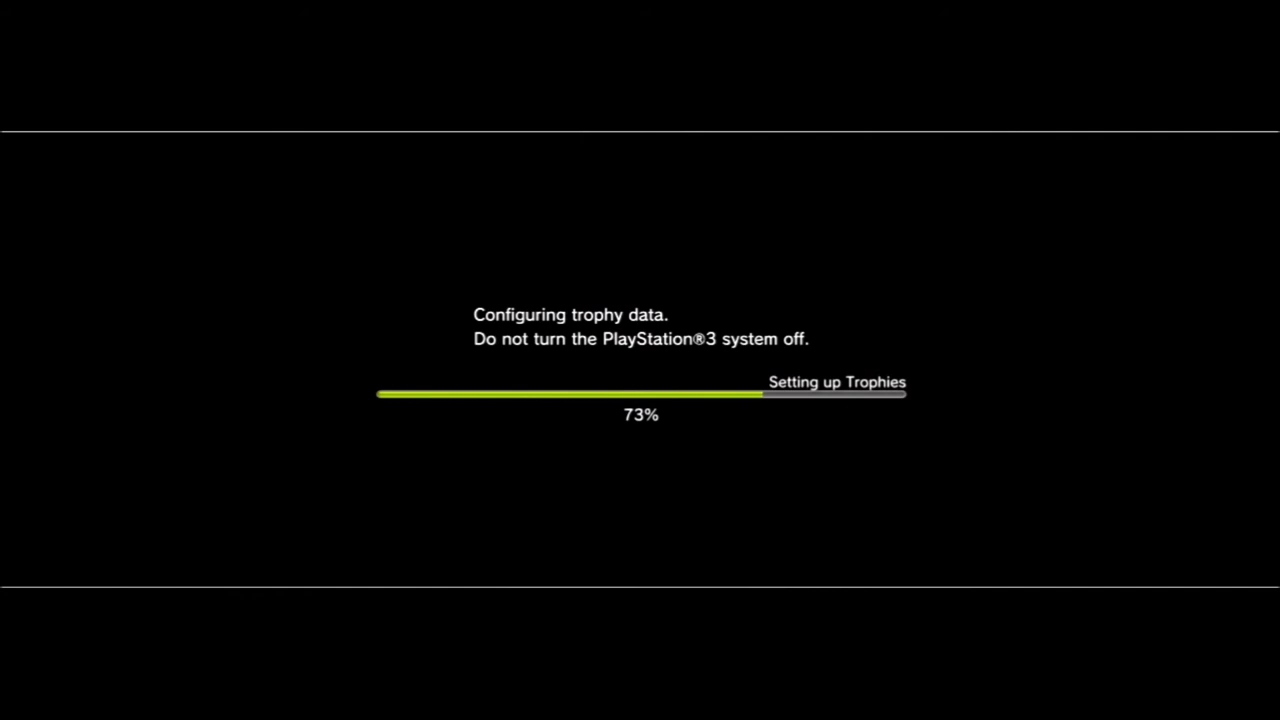 Configuring trophy data.
Do not turn the PlayStation®3 system off.
Setting up Trophies
73%